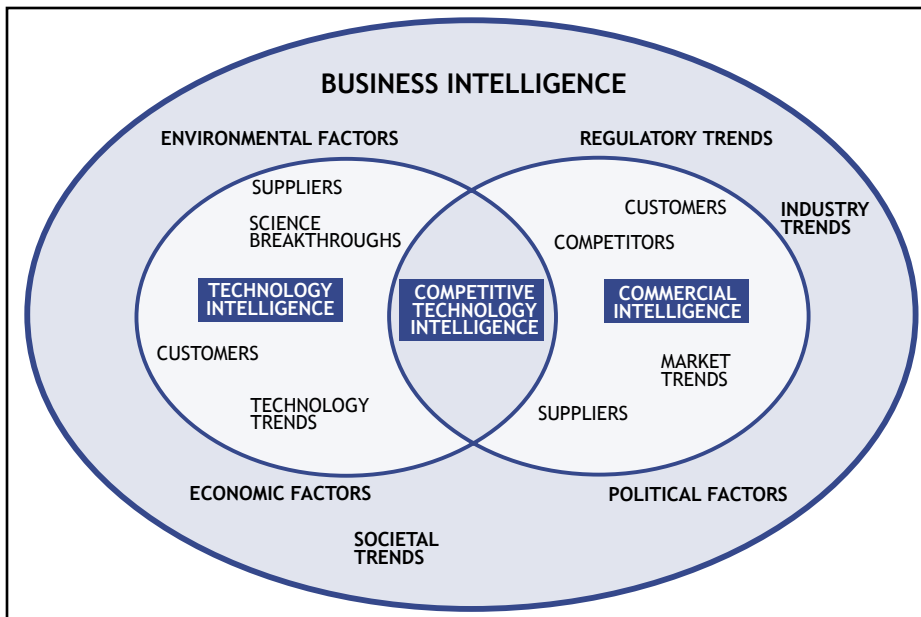 BUSINESS INTELLIGENCE
ENVIRONMENTAL FACTORS
REGULATORY TRENDS
SUPPLIERS
SCIENCE
BREAKTHROUGHS
CUSTOMERS
COMPETITORS
INDUSTRY
TRENDS
TECHNOLOGY
INTELLIGENCE
COMPETITIVE
TECHNOLOGY
INTELLIGENCE
COMMERCIAL
INTELLIGENCE
CUSTOMERS
TECHNOLOGY
TRENDS
MARKET
TRENDS
SUPPLIERS
ECONOMIC FACTORS
POLITICAL FACTORS
SOCIETAL
TRENDS